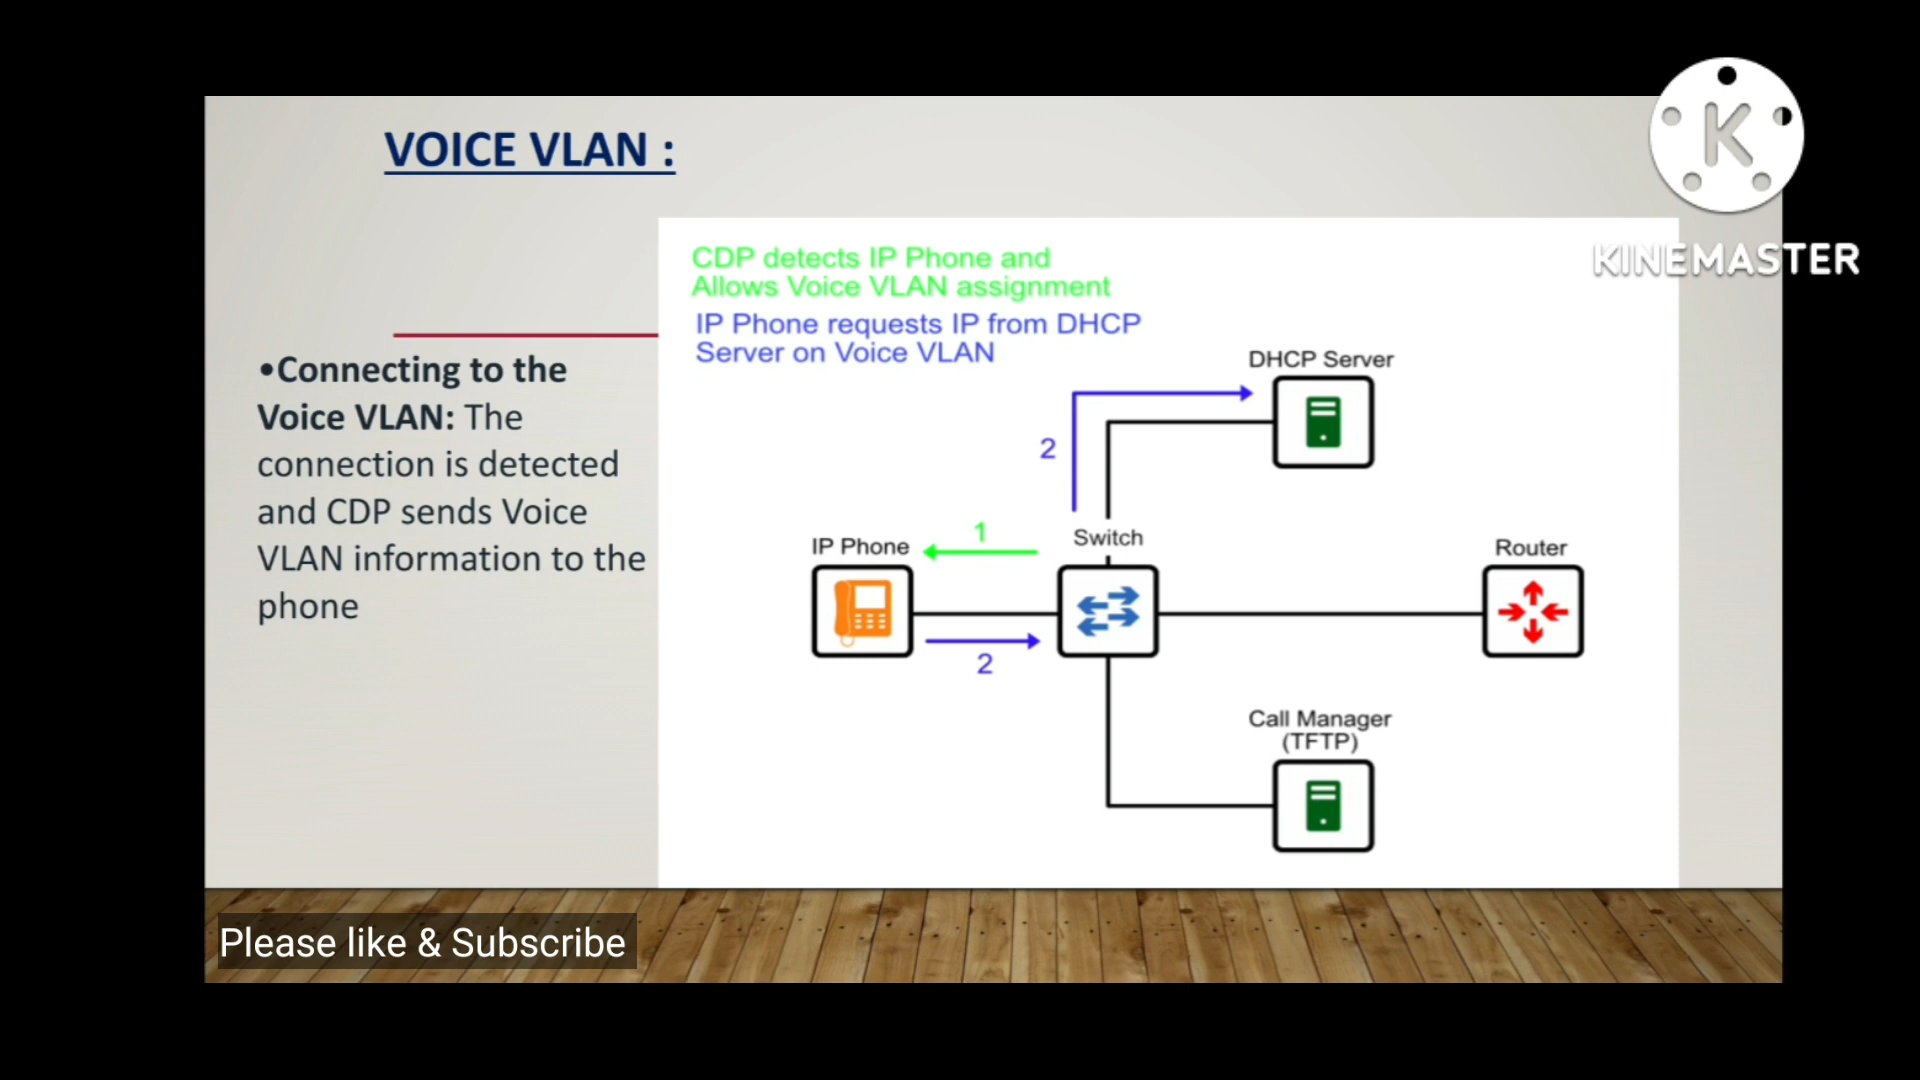 VOICE VLAN :
K
KINEMASTER
CDP detects IP Phone and
Allows Voice VLAN assignment
IP Phone requests IP from DHCP
Server on Voice VLAN
•Connecting to the
Voice VLAN: The
connection is detected
and CDP sends Voice
VLAN information to the
phone
DHCP Server
2
1
IP Phone
Switch
Router
2
Call Manager
(TFTP)
Please like & Subscribe